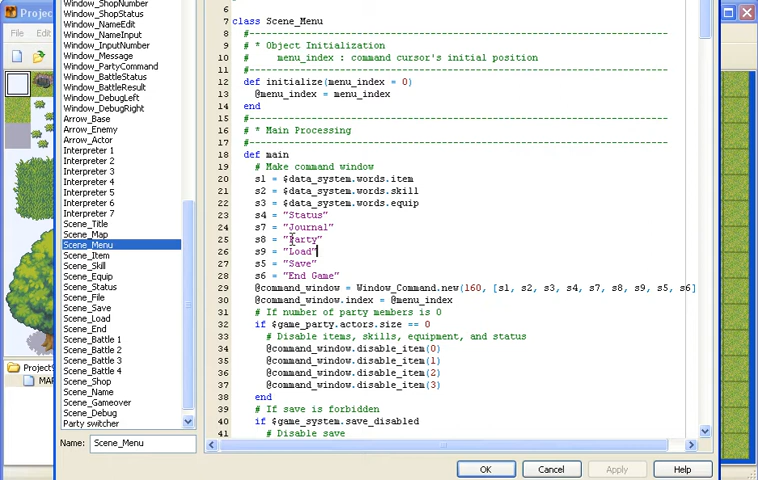 Projec
File
Project
MAP
Window_ShopNumber
Window_ShopStatus
Window_NameEdit
Window_NameInput
Window_InputNumber
Window_Message
Window_PartyCommand
Window_BattleStatus
Window_BattleResult
Window_DebugLeft
Window_DebugRight
Arrow_Base
Arrow_Enemy
Arrow_Actor
Interpreter 1
Interpreter 2
Interpreter 3
Interpreter 4
Interpreter 5
Interpreter 6
Interpreter 7
Scene_Title
Scene_Map
Scene_Menu
Scene_Item
Scene_Skill
Scene_Equip
Scene_Status
Scene_File
Scene_Save
Scene_Load
Scene_End
Scene_Battle 1
Scene_Battle 2
Scene_Battle 3
Scene_Battle 4
Scene_Shop
Scene_Name
Scene_Gameover
Scene_Debug
Party switcher
Name: Scene_Menu
6
7 class Scene_Menu
8 #--------------------------------------------------------------------------
9 # * Object Initialization
10 #     menu_index : command cursor's initial position
11 #--------------------------------------------------------------------------
12 def initialize(menu_index = 0)
13 @menu_index = menu_index
14 end
15 #--------------------------------------------------------------------------
16 # * Main Processing
17 #--------------------------------------------------------------------------
18 def main
19 # Make command window
20 s1 = $data_system.words.item
21 s2 = $data_system.words.skill
22 s3 = $data_system.words.equip
23 s4 = "Status"
24 s7 = "Journal"
25 s8 = "Party"
26 s9 = "Load"
27 s5 = "Save"
28 s6 = "End Game"
29 @command_window = Window_Command.new(160, [s1, s2, s3, s4, s7, s8, s9, s5, s6]
30 @command_window.index = @menu_index
31 # If number of party members is 0
32 if $game_party.actors.size == 0
33 # Disable items, skills, equipment, and status
34 @command_window.disable_item(0)
35 @command_window.disable_item(1)
36 @command_window.disable_item(2)
37 @command_window.disable_item(3)
38 end
39 # If save is forbidden
40 if $game_system.save_disabled
41 # Disable save
OK
Cancel
Apply
Help